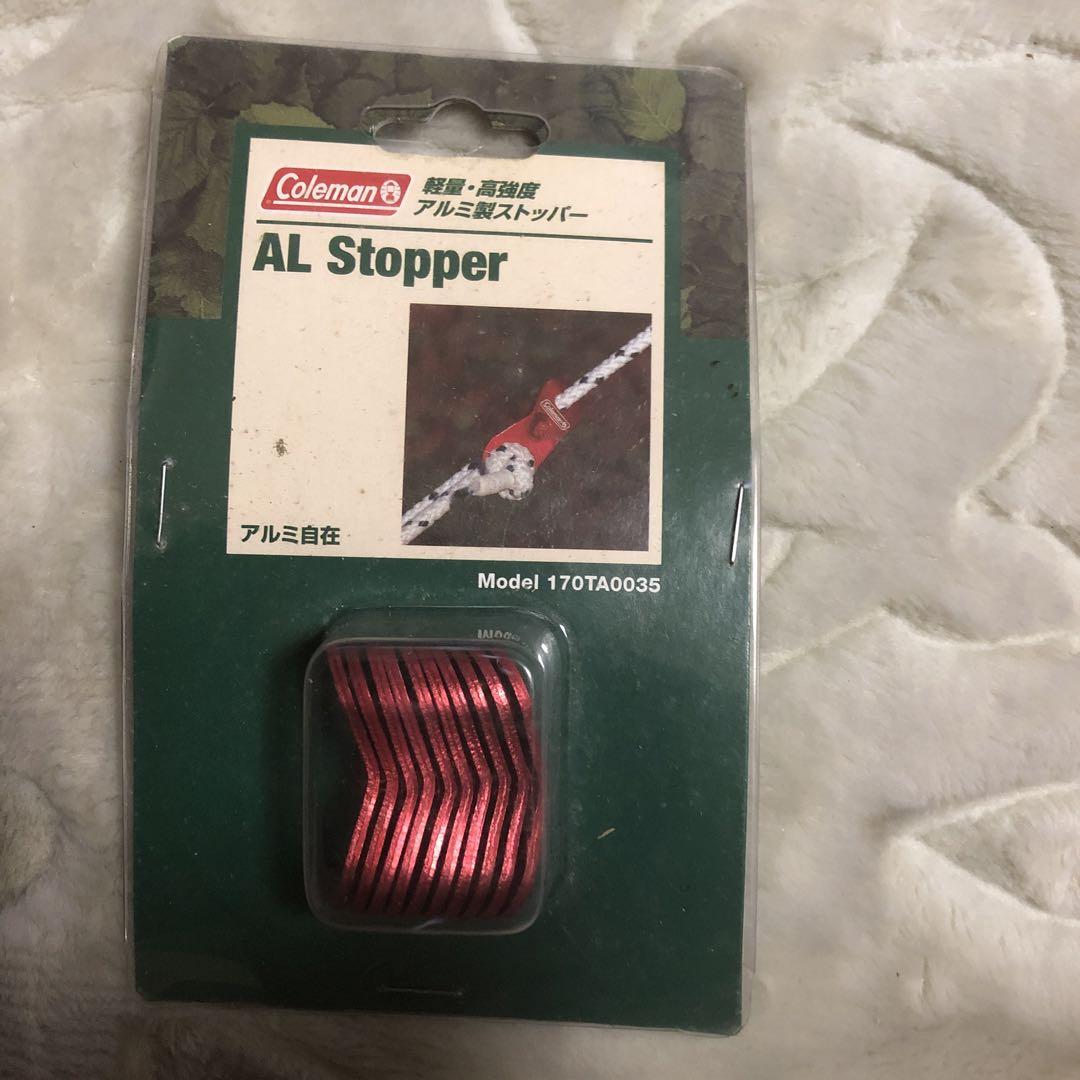 Coleman
軽量・高強度
アルミ製ストッパー
AL Stopper
Coleman
アルミ自在
Model 170TA0035